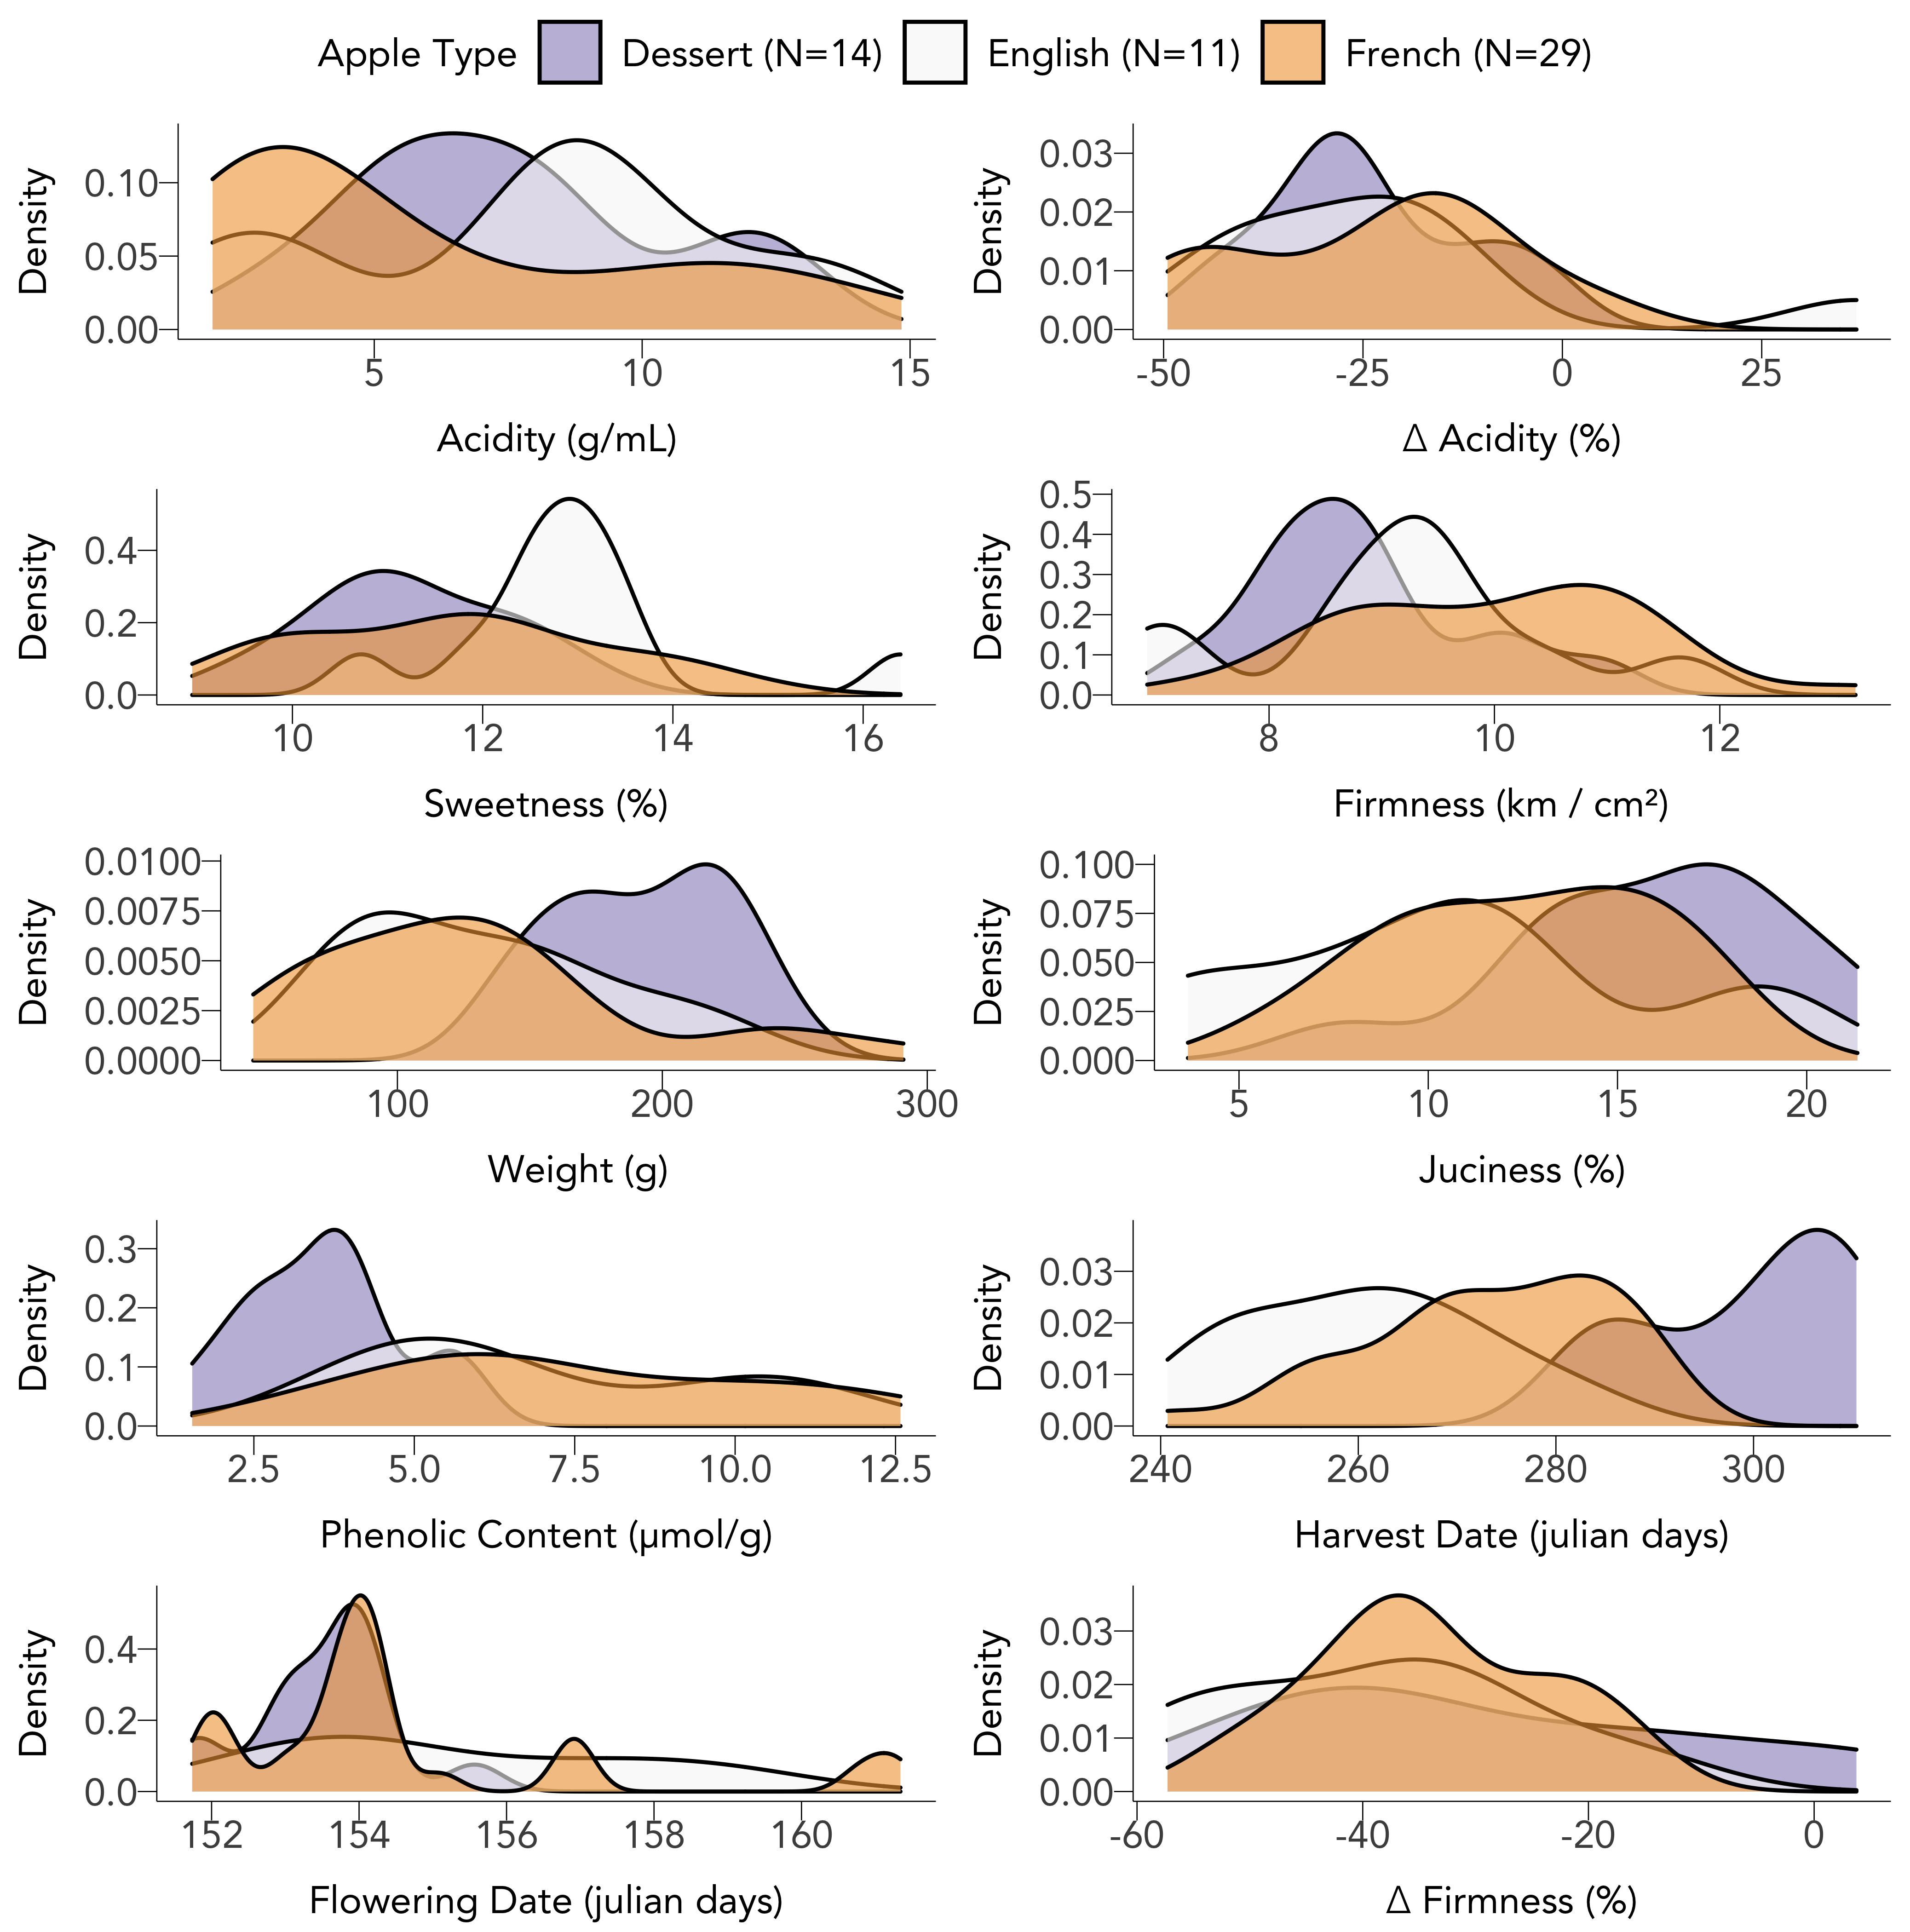 Apple Type Dessert (N=14) English (N=11) French (N=29)
Density
0.10
0.05
0.00
5 10 15
Acidity (g/mL)
Density
0.03
0.02
0.01
0.00
-50 -25 0 25
Δ Acidity (%)
Density
0.4
0.2
0.0
10 12 14 16
Sweetness (%)
Density
0.5
0.4
0.3
0.2
0.1
0.0
8 10 12
Firmness (km / cm²)
Density
0.0100
0.0075
0.0050
0.0025
0.0000
100 200 300
Weight (g)
Density
0.100
0.075
0.050
0.025
0.000
5 10 15 20
Juciness (%)
Density
0.3
0.2
0.1
0.0
2.5 5.0 7.5 10.0 12.5
Phenolic Content (μmol/g)
Density
0.03
0.02
0.01
0.00
240 260 280 300
Harvest Date (julian days)
Density
0.4
0.2
0.0
152 154 156 158 160
Flowering Date (julian days)
Density
0.03
0.02
0.01
0.00
-60 -40 -20 0
Δ Firmness (%)